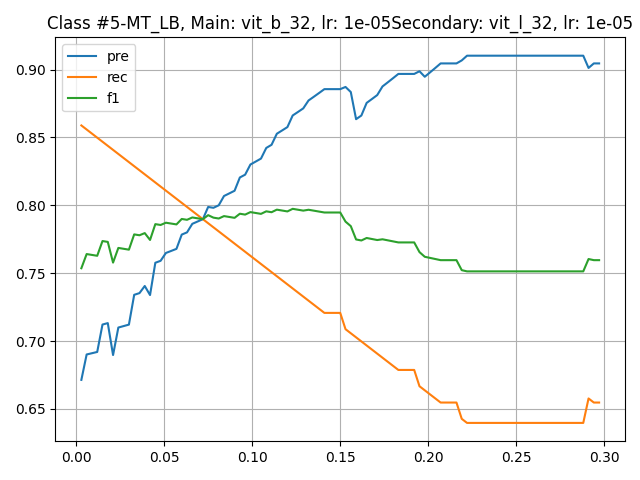 Class #5-MT_LB, Main: vit_b_32, lr: 1e-05Secondary: vit_l_32, lr: 1e-05
pre
rec
f1
0.90
0.85
0.80
0.75
0.70
0.65
0.00 0.05 0.10 0.15 0.20 0.25 0.30